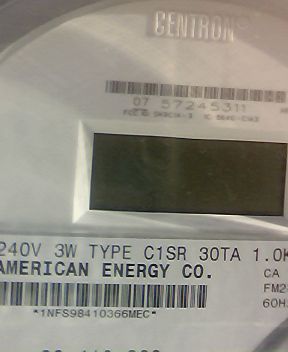 CENTRON
07 57245311
240V 3W TYPE C1SR 30TA 1.0K
AMERICAN ENERGY CO.
CA
FM2
60H
*1NFS98410366MEC*